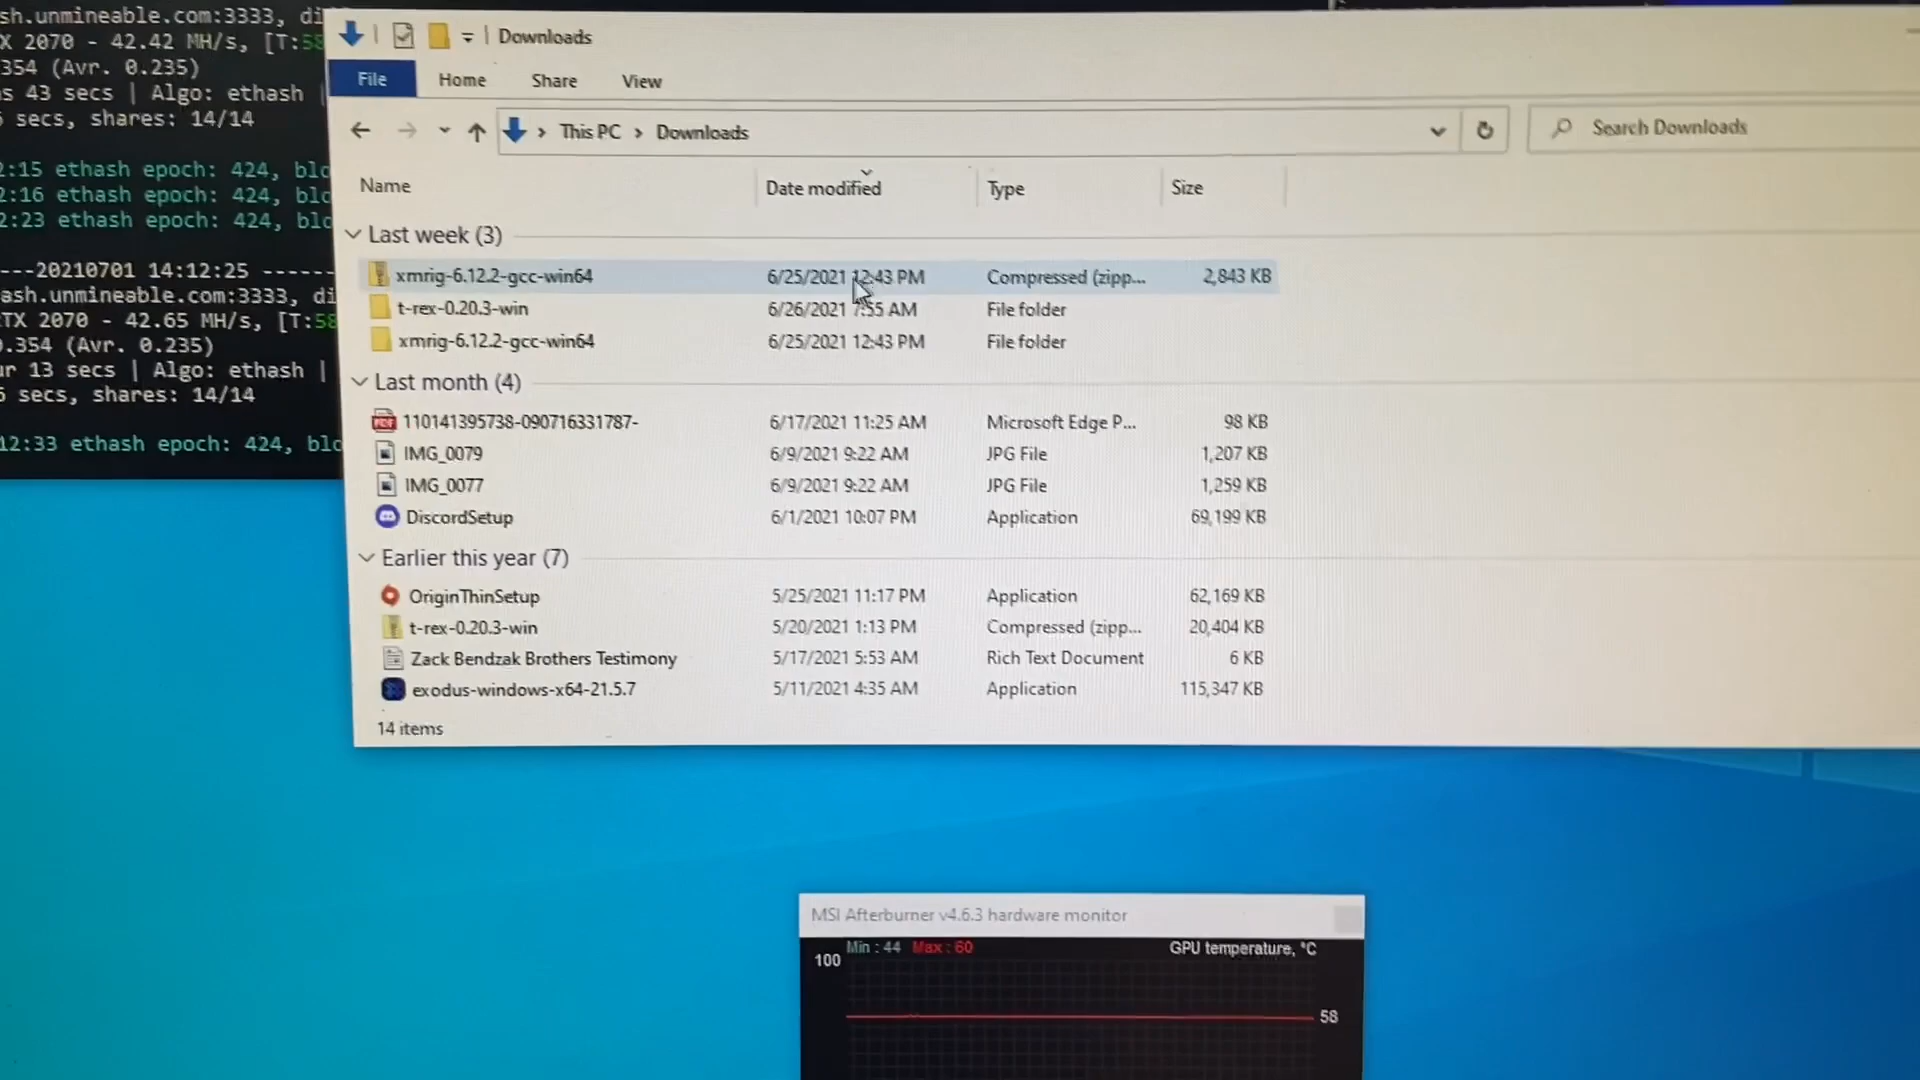 sh.unmineable.com:3333, di
X 2070 - 42.42 MH/s, [T:58
354 (Avr. 0.235)
s 43 secs | Algo: ethash |
secs, shares: 14/14
2:15 ethash epoch: 424, blo
2:16 ethash epoch: 424, blo
2:23 ethash epoch: 424, blo
---20210701 14:12:25 ------
ash.unmineable.com:3333, di
TX 2070 - 42.65 MH/s, [T:58
.354 (Avr. 0.235)
ur 13 secs | Algo: ethash |
secs, shares: 14/14
12:33 ethash epoch: 424, blo
Downloads
File Home Share View
This PC > Downloads
Search Downloads
Name Date modified Type Size
Last week (3)
xmrig-6.12.2-gcc-win64 6/25/2021 12:43 PM Compressed (zipp... 2,843 KB
t-rex-0.20.3-win 6/26/2021 7:55 AM File folder
xmrig-6.12.2-gcc-win64 6/25/2021 12:43 PM File folder
Last month (4)
110141395738-090716331787- 6/17/2021 11:25 AM Microsoft Edge P... 98 KB
IMG_0079 6/9/2021 9:22 AM JPG File 1,207 KB
IMG_0077 6/9/2021 9:22 AM JPG File 1,259 KB
DiscordSetup 6/1/2021 10:07 PM Application 69,199 KB
Earlier this year (7)
OriginThinSetup 5/25/2021 11:17 PM Application 62,169 KB
t-rex-0.20.3-win 5/20/2021 1:13 PM Compressed (zipp... 20,404 KB
Zack Bendzak Brothers Testimony 5/17/2021 5:53 AM Rich Text Document 6 KB
exodus-windows-x64-21.5.7 5/11/2021 4:35 AM Application 115,347 KB
14 items
MSI Afterburner v4.6.3 hardware monitor
Min : 44 Max : 60 GPU temperature, °C
100
58